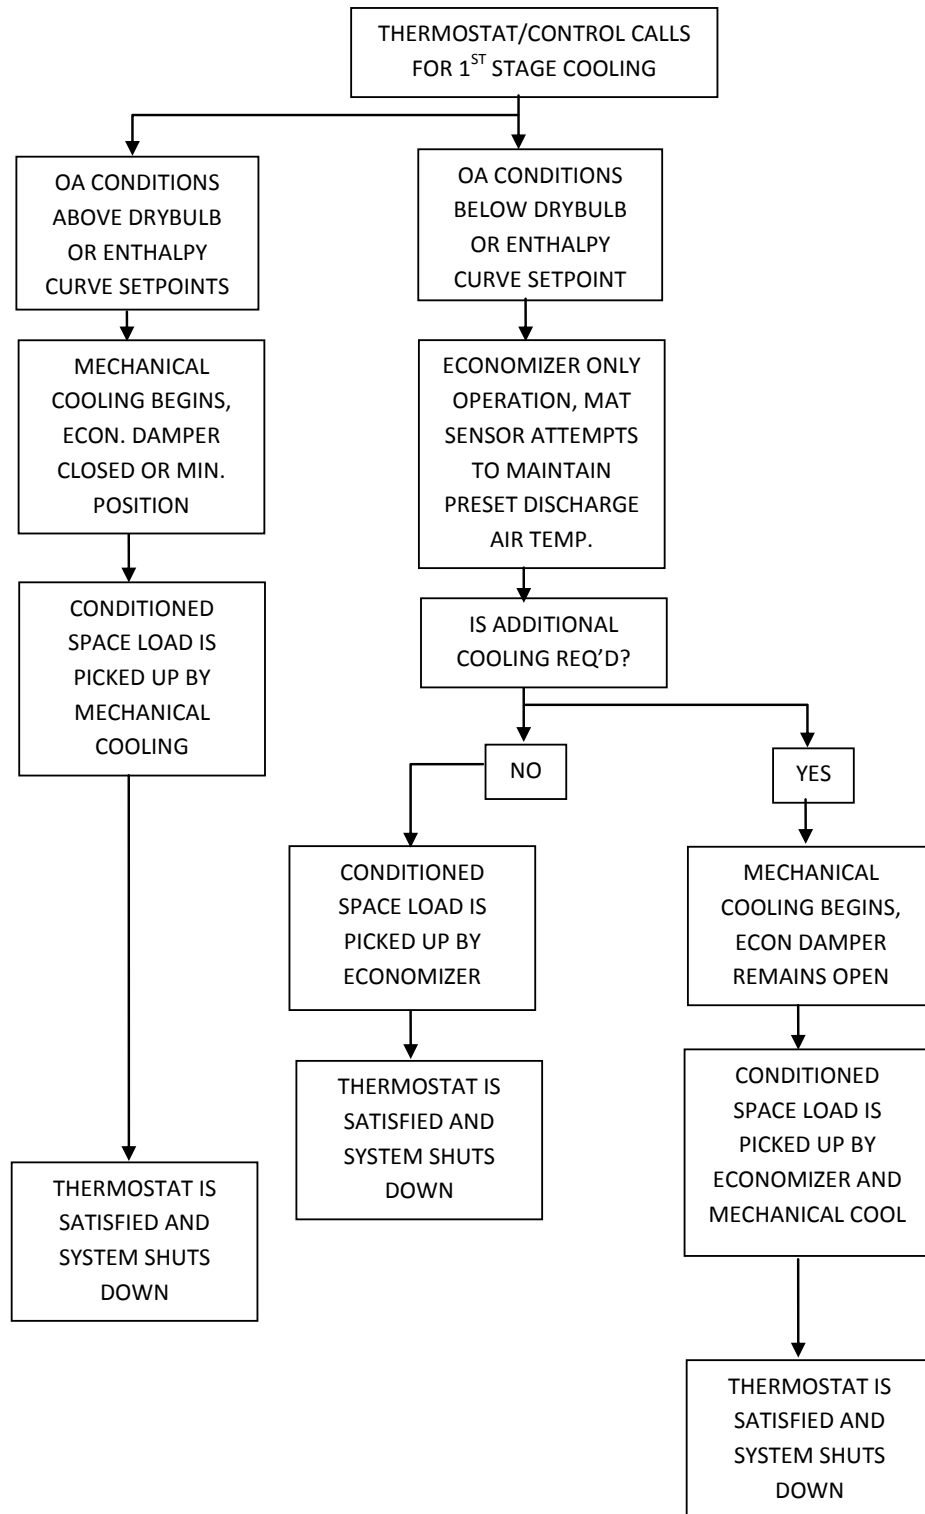 THERMOSTAT/CONTROL CALLS
FOR 1ST STAGE COOLING
OA CONDITIONS
ABOVE DRYBULB
OR ENTHALPY
CURVE SETPOINTS
OA CONDITIONS
BELOW DRYBULB
OR ENTHALPY
CURVE SETPOINT
MECHANICAL
COOLING BEGINS,
ECON. DAMPER
CLOSED OR MIN.
POSITION
ECONOMIZER ONLY
OPERATION, MAT
SENSOR ATTEMPTS
TO MAINTAIN
PRESET DISCHARGE
AIR TEMP.
CONDITIONED
SPACE LOAD IS
PICKED UP BY
MECHANICAL
COOLING
IS ADDITIONAL
COOLING REQ’D?
NO
YES
CONDITIONED
SPACE LOAD IS
PICKED UP BY
ECONOMIZER
MECHANICAL
COOLING BEGINS,
ECON DAMPER
REMAINS OPEN
THERMOSTAT IS
SATISFIED AND
SYSTEM SHUTS
DOWN
CONDITIONED
SPACE LOAD IS
PICKED UP BY
ECONOMIZER AND
MECHANICAL COOL
THERMOSTAT IS
SATISFIED AND
SYSTEM SHUTS
DOWN
THERMOSTAT IS
SATISFIED AND
SYSTEM SHUTS
DOWN